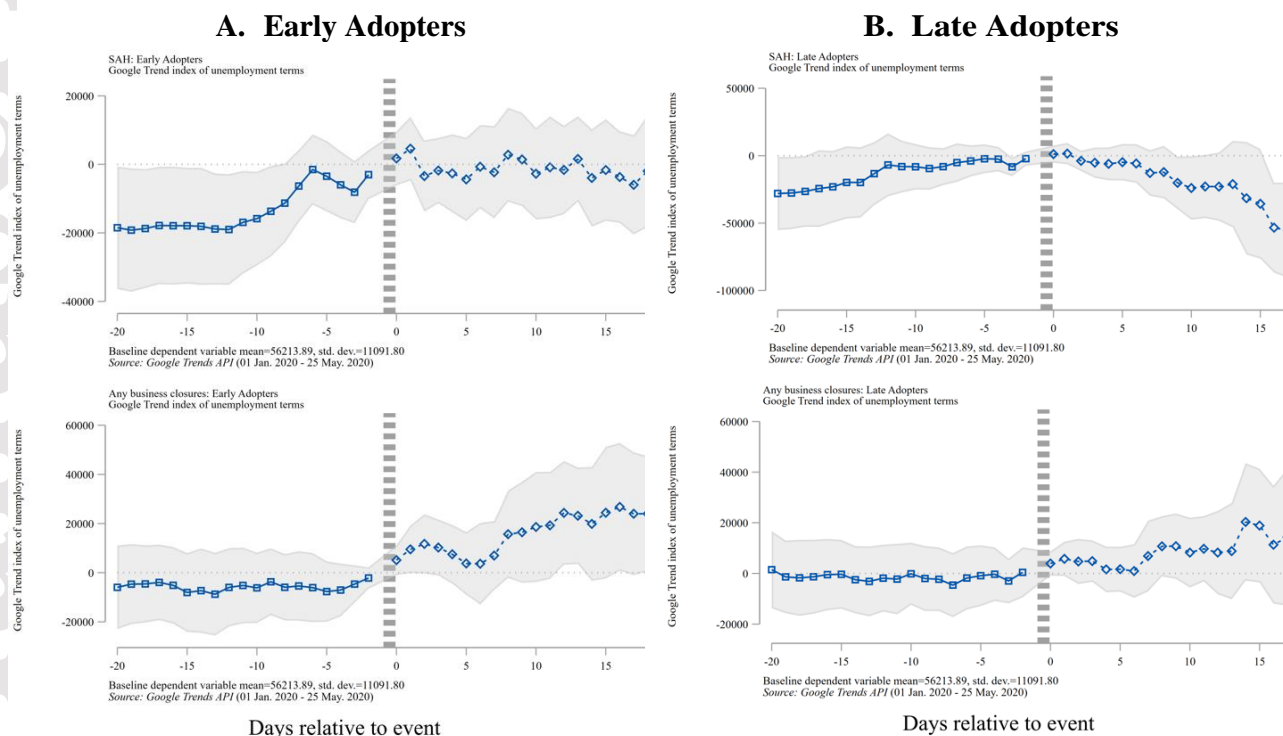 A. Early Adopters
SAH: Early Adopters
Google Trend index of unemployment terms
Google Trend index of unemployment terms
20000
0
-20000
-40000
-20 -15 -10 -5 0 5 10 15
Baseline dependent variable mean=56213.89, std. dev.=11091.80
Source: Google Trends API (01 Jan. 2020 - 25 May. 2020)
Any business closures: Early Adopters
Google Trend index of unemployment terms
Google Trend index of unemployment terms
60000
40000
20000
0
-20000
-20 -15 -10 -5 0 5 10 15
Baseline dependent variable mean=56213.89, std. dev.=11091.80
Source: Google Trends API (01 Jan. 2020 - 25 May. 2020)
Days relative to event
B. Late Adopters
SAH: Late Adopters
Google Trend index of unemployment terms
Google Trend index of unemployment terms
50000
0
-50000
-100000
-20 -15 -10 -5 0 5 10 15
Baseline dependent variable mean=56213.89, std. dev.=11091.80
Source: Google Trends API (01 Jan. 2020 - 25 May. 2020)
Any business closures: Late Adopters
Google Trend index of unemployment terms
Google Trend index of unemployment terms
60000
40000
20000
0
-20000
-20 -15 -10 -5 0 5 10 15
Baseline dependent variable mean=56213.89, std. dev.=11091.80
Source: Google Trends API (01 Jan. 2020 - 25 May. 2020)
Days relative to event